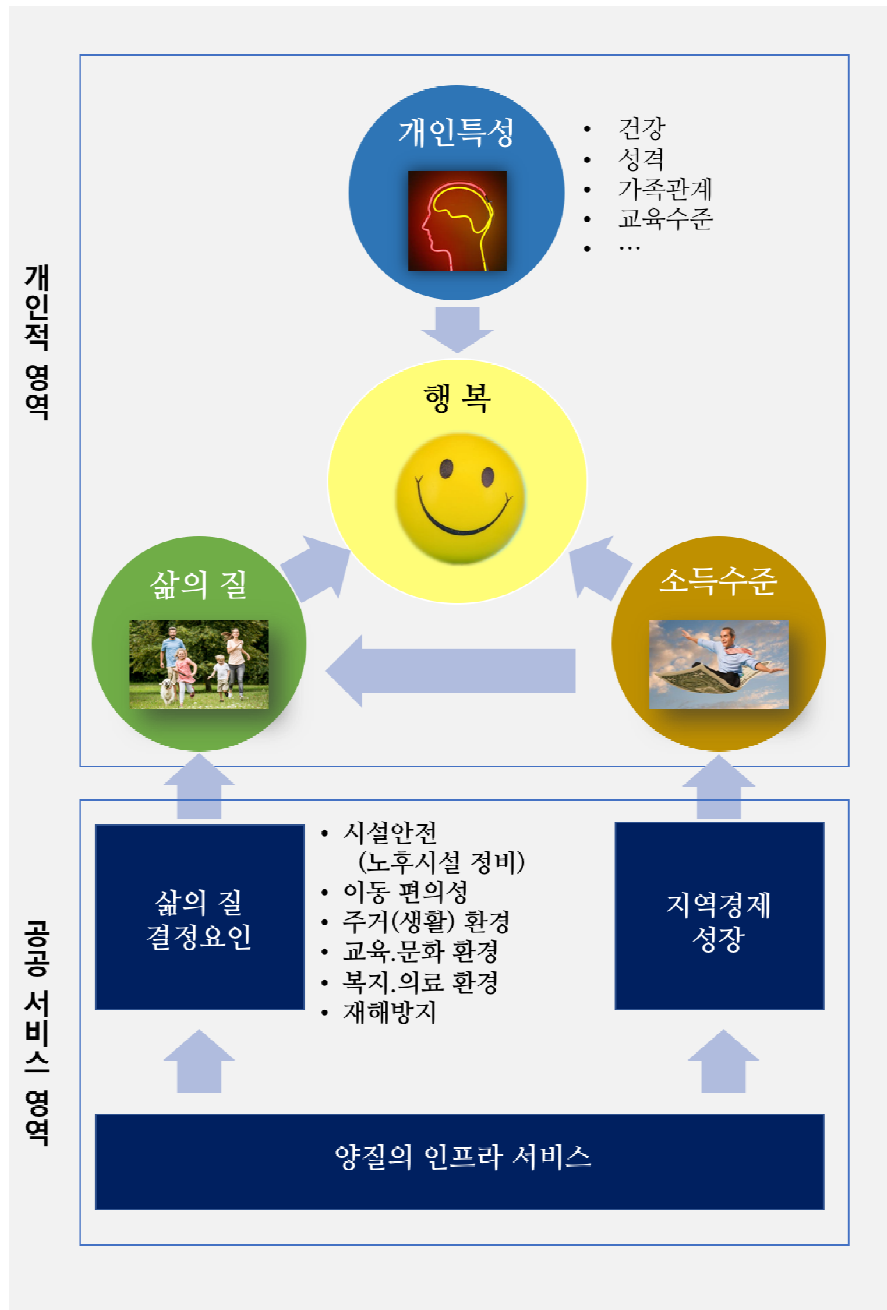 개인적 영역
개인특성
• 건강
• 성격
• 가족관계
• 교육수준
• …
행 복
삶의 질
소득수준
공공 서비스 영역
삶의 질
결정요인
• 시설안전
(노후시설 정비)
• 이동 편의성
• 주거(생활) 환경
• 교육.문화 환경
• 복지.의료 환경
• 재해방지
지역경제
성장
양질의 인프라 서비스